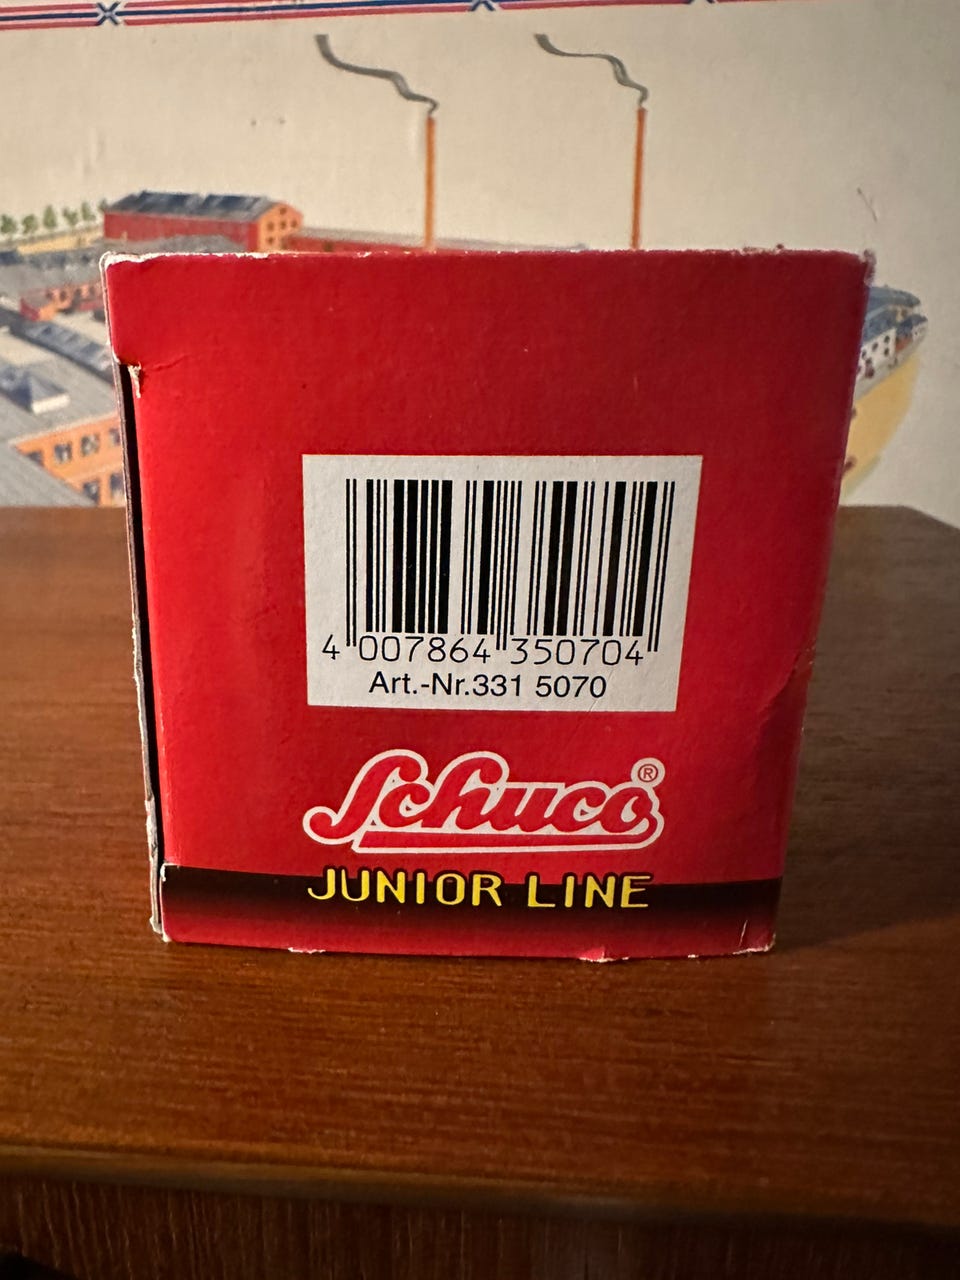 4 007864 350704
Art.-Nr.331 5070
Schuco®
JUNIOR LINE